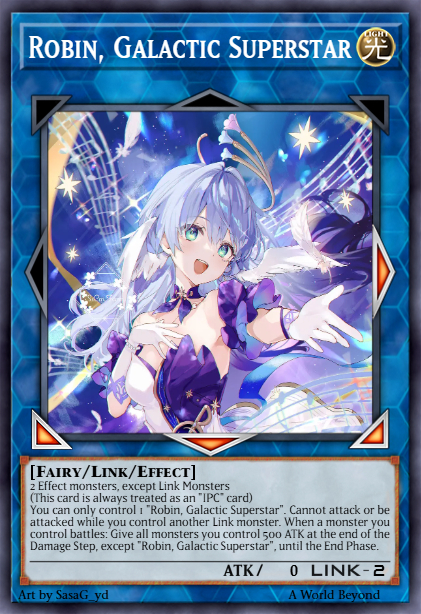 Robin, Galactic Superstar
LIGHT
光
[Fairy/Link/Effect]
2 Effect monsters, except Link Monsters
(This card is always treated as an "IPC" card)
You can only control 1 "Robin, Galactic Superstar". Cannot attack or be
attacked while you control another Link monster. When a monster you
control battles: Give all monsters you control 500 ATK at the end of the
Damage Step, except "Robin, Galactic Superstar", until the End Phase.
ATK/ 0 LINK-2
Art by SasaG_yd A World Beyond